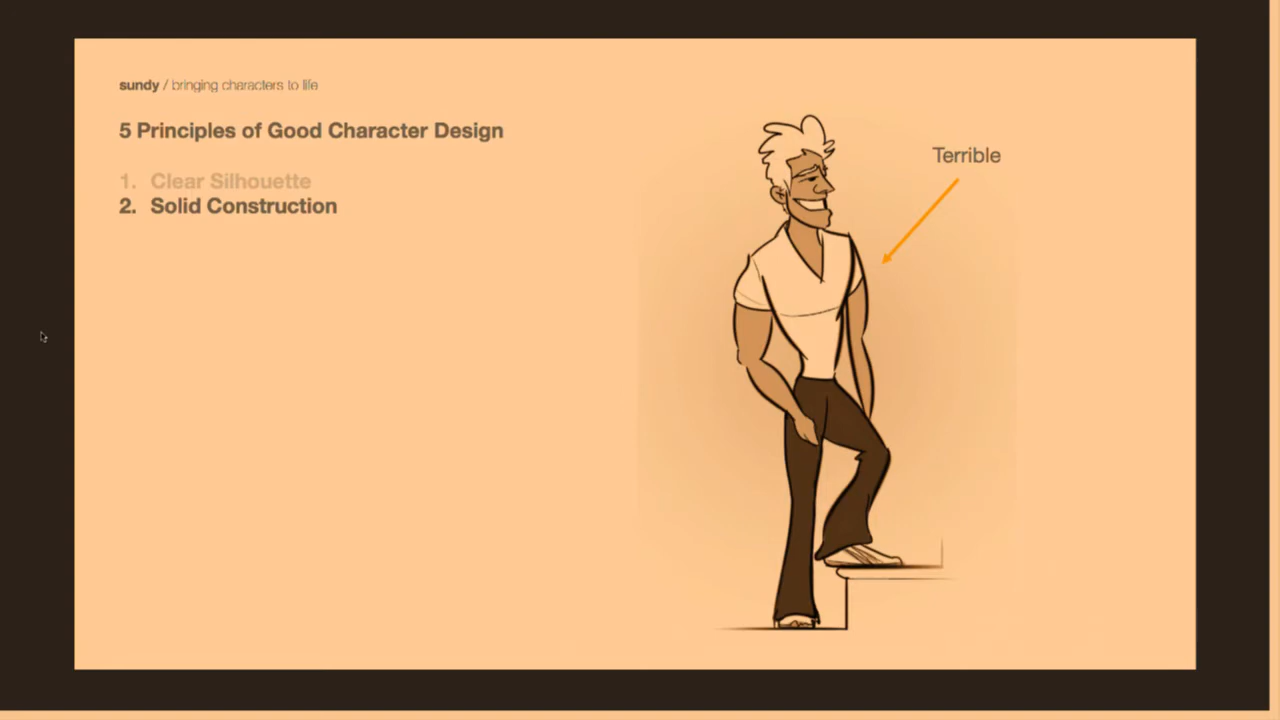 sundy / bringing characters to life
5 Principles of Good Character Design
1. Clear Silhouette
2. Solid Construction
Terrible